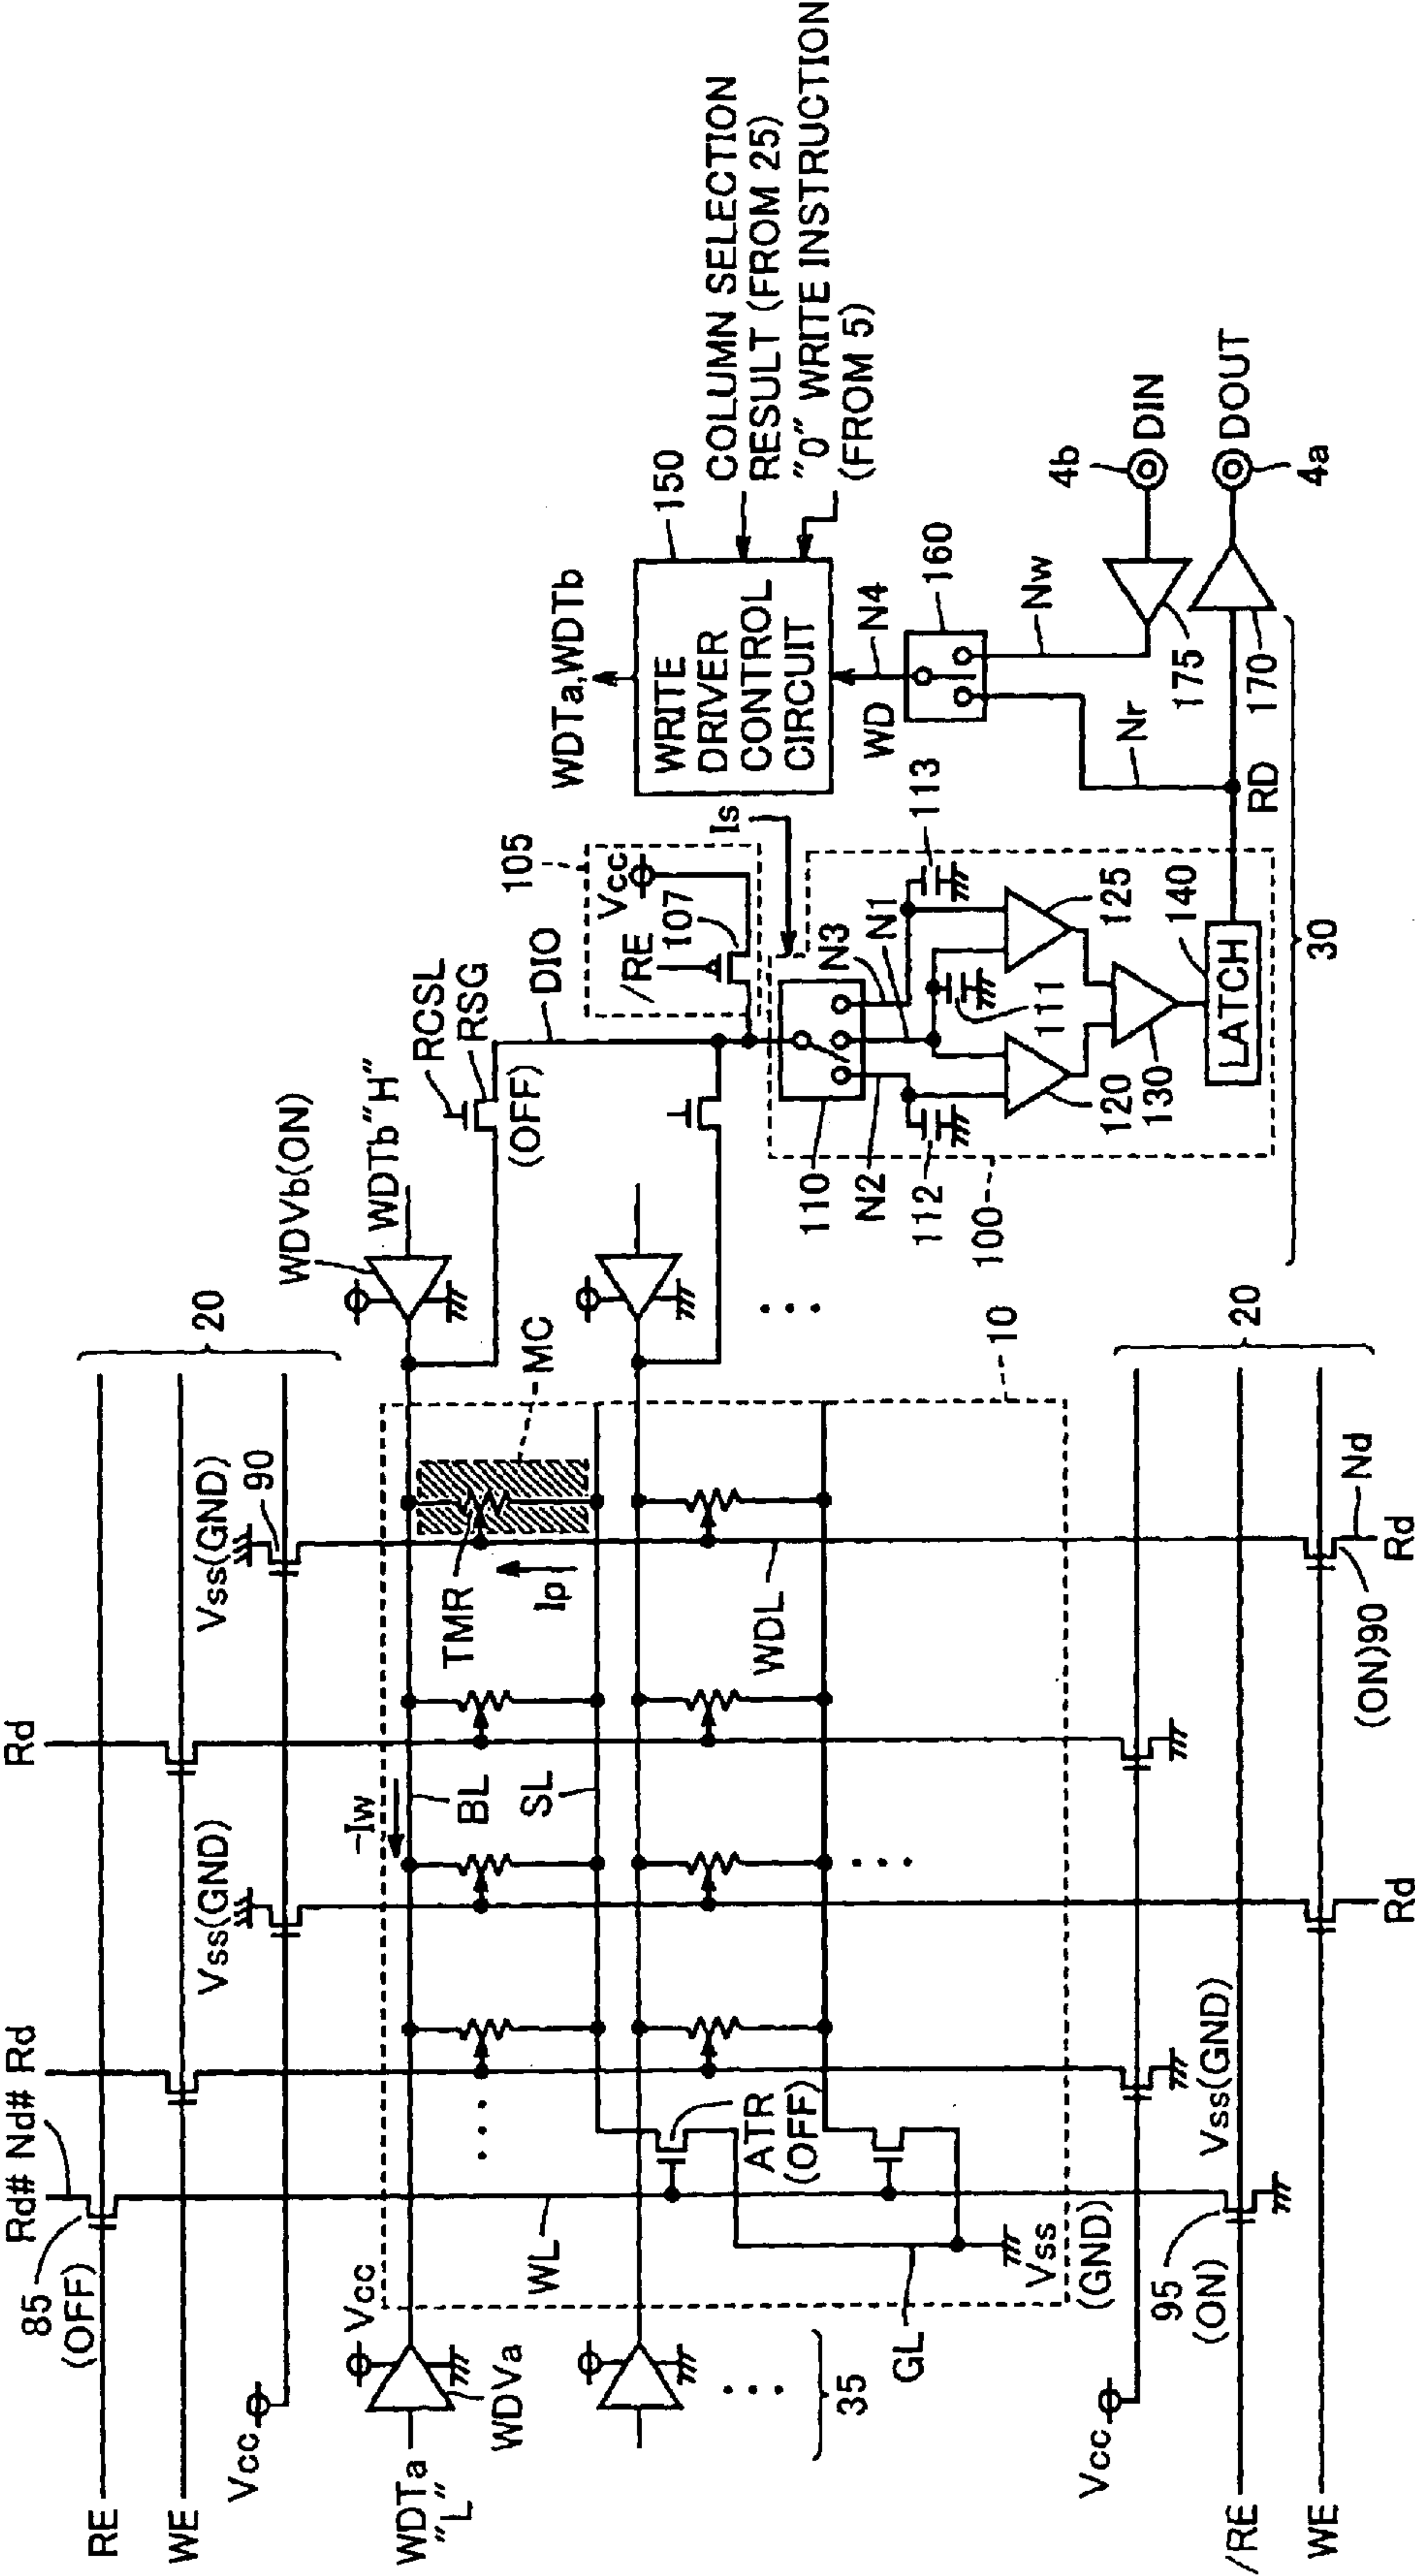 RE
WE
Vcc
WDTa
"L"
/RE
WE
Vcc
85
(OFF)
Rd#
Nd#
Rd
Rd
Vcc
WDVa
35
GL
WL
Vss
(GND)
95
(ON)
ATR
(OFF)
Vss(GND)
Vss(GND)
-Iw
BL
SL
Rd
TMR
Ip
WDL
Vss(GND)
90
MC
10
Nd
Rd
(ON)90
20
20
WDVb(ON)
WDTb"H"
RCSL
RSG
(OFF)
DIO
105
Vcc
/RE
107
Is
110
N2
N3
N1
112
111
113
100
120
125
130
140
LATCH
30
RD
Nr
Nw
170
175
WD
N4
160
WDTa,WDTb
WRITE
DRIVER
CONTROL
CIRCUIT
150
COLUMN SELECTION
RESULT (FROM 25)
"0" WRITE INSTRUCTION
(FROM 5)
4b
DIN
DOUT
4a